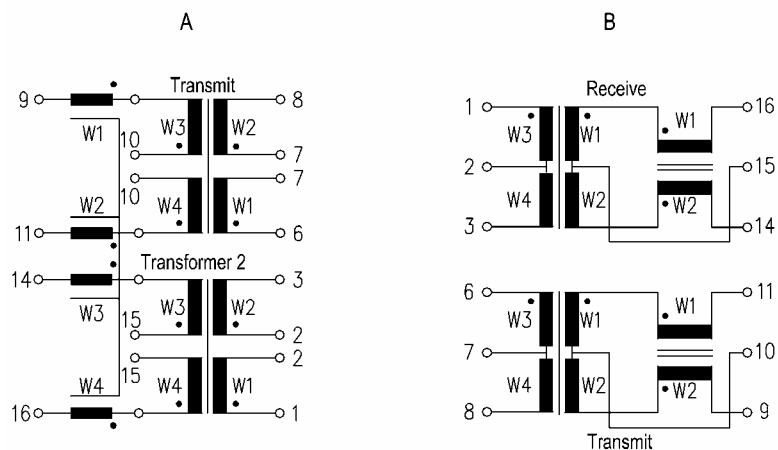 A
B
Transmit
9
8
W1
10
W3
W2
7
7
10
W2
W4
W1
11
6
Transformer 2
14
3
W3
15
W3
W2
2
2
15
W4
W4
W1
16
1
Receive
1
16
W3
W1
W1
2
15
W4
W2
W2
3
14
6
11
W3
W1
W1
7
10
W4
W2
W2
8
9
Transmit